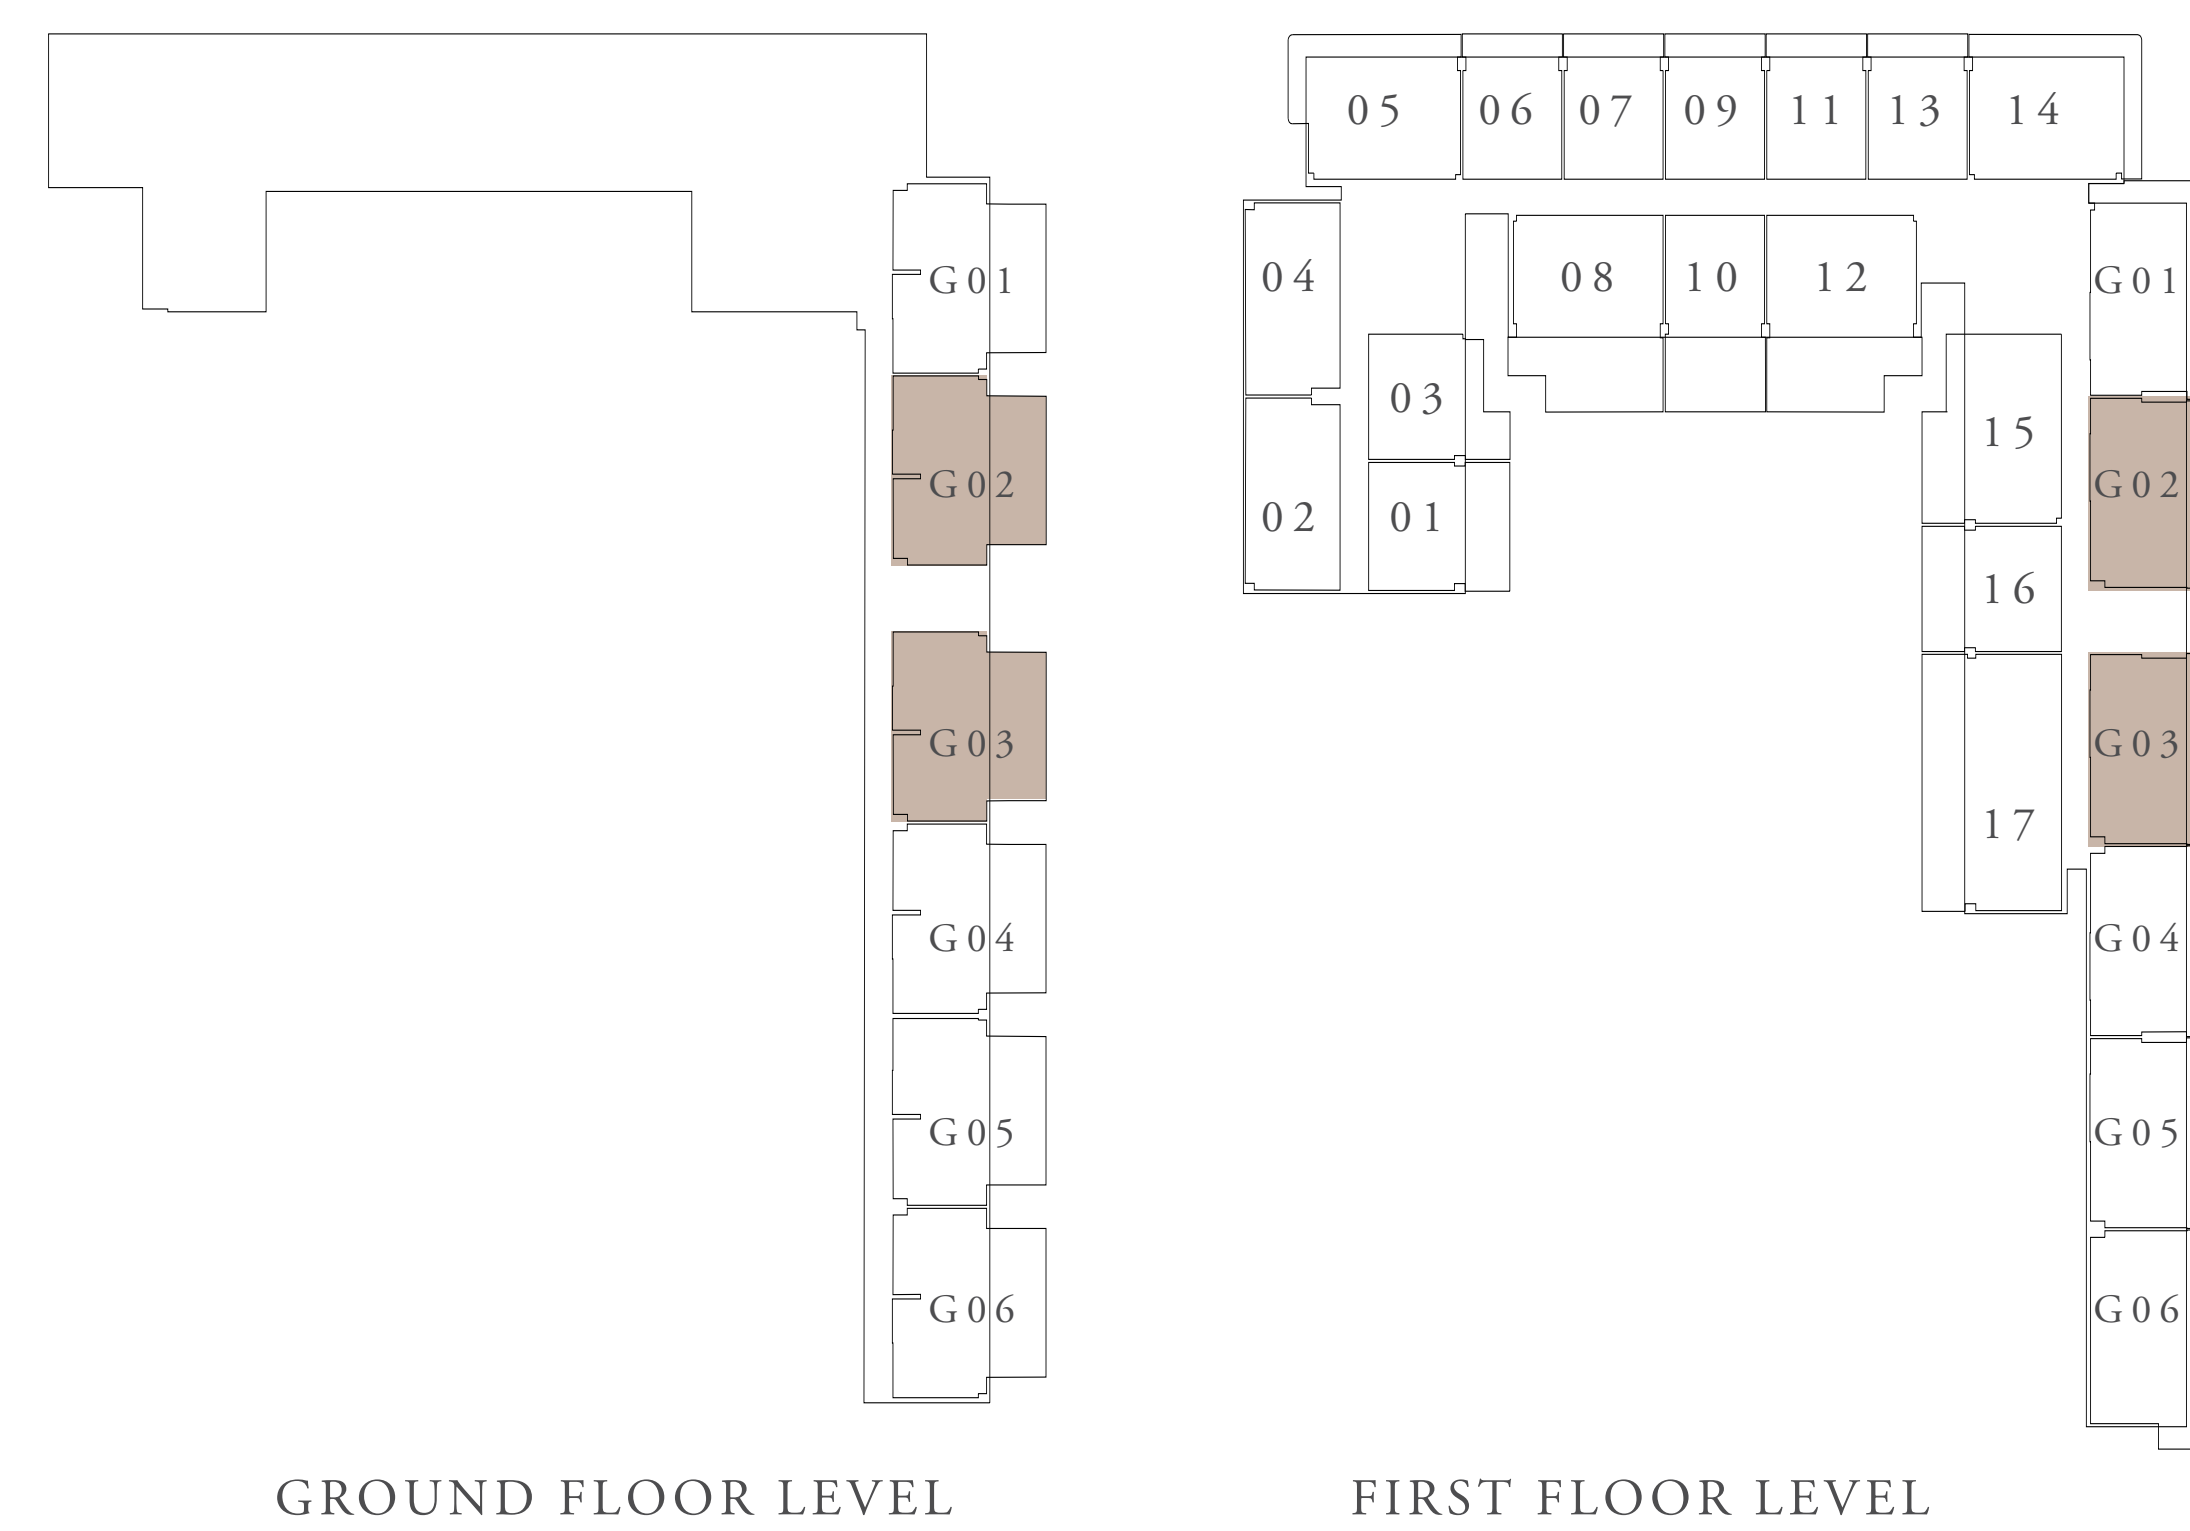 G01
G02
G03
G04
G05
G06
GROUND FLOOR LEVEL
05 06 07 09 11 13 14
04 08 10 12 G01
03 15 G02
02 01 16
G03
17
G04
G05
G06
FIRST FLOOR LEVEL